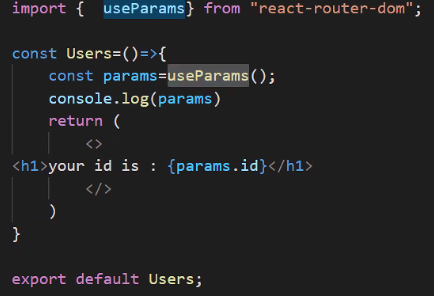 import {  useParams} from "react-router-dom";
const Users=()=>{
    const params=useParams();
    console.log(params)
    return (
        <>
<h1>your id is : {params.id}</h1>
        </>
    )
}
export default Users;